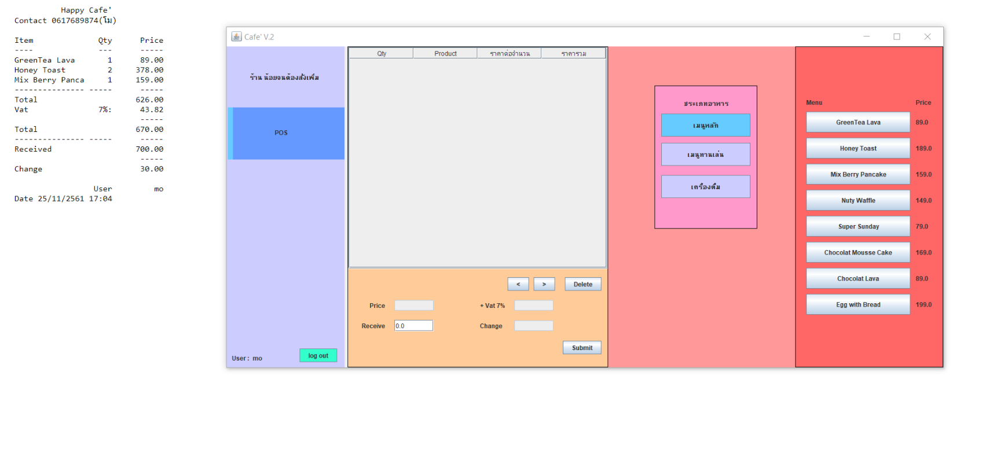 Happy Cafe'
Contact 0617689874(โม)
Item Qty Price
---- --- -----
GreenTea Lava 1 89.00
Honey Toast 2 378.00
Mix Berry Panca 1 159.00
--------------- ----- -----
Total 626.00
Vat 7%: 43.82
-----
Total 670.00
--------------- ----- -----
Received 700.00
-----
Change 30.00
User mo
Date 25/11/2561 17:04
Cafe' V.2
ร้าน น้อยจนต้องสั่งเพิ่ม
POS
User : mo
log out
Qty Product ราคาต่อจำนวน ราคารวม
< > Delete
Price + Vat 7%
Receive 0.0 Change
Submit
ประเภทอาหาร
เมนูหลัก
เมนูทานเล่น
เครื่องดื่ม
Menu Price
GreenTea Lava 89.0
Honey Toast 189.0
Mix Berry Pancake 159.0
Nuty Waffle 149.0
Super Sunday 79.0
Chocolat Mousse Cake 169.0
Chocolat Lava 89.0
Egg with Bread 199.0